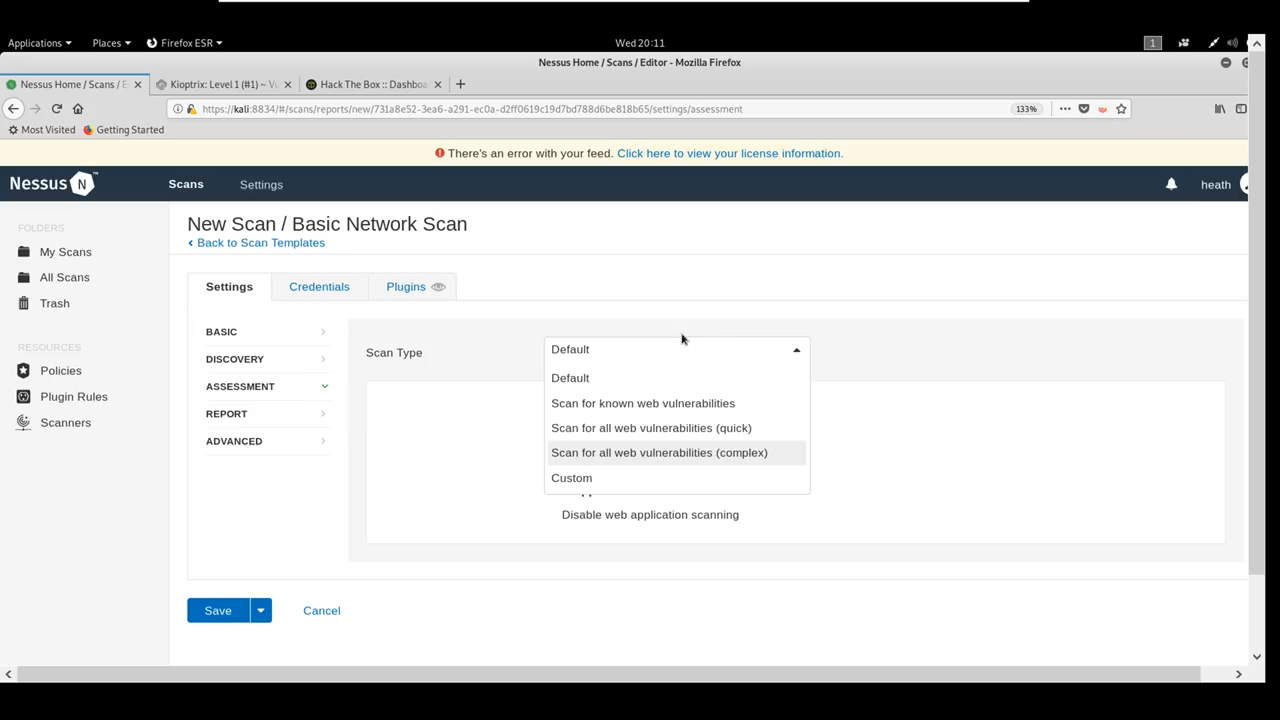 Applications Places Firefox ESR Wed 20:11 1
Nessus Home / Scans / Editor - Mozilla Firefox
Nessus Home / Scans / E Kioptrix: Level 1 (#1) ~ Vu Hack The Box :: Dashboa
https://kali:8834/#/scans/reports/new/731a8e52-3ea6-a291-ec0a-d2ff0619c19d7bd788d6be818b65/settings/assessment 133%
Most Visited Getting Started
There's an error with your feed. Click here to view your license information.
Nessus N Scans Settings heath
FOLDERS
My Scans
All Scans
Trash
RESOURCES
Policies
Plugin Rules
Scanners
New Scan / Basic Network Scan
Back to Scan Templates
Settings Credentials Plugins
BASIC
DISCOVERY
ASSESSMENT
REPORT
ADVANCED
Scan Type Default
Default
Scan for known web vulnerabilities
Scan for all web vulnerabilities (quick)
Scan for all web vulnerabilities (complex)
Custom
Disable web application scanning
Save Cancel